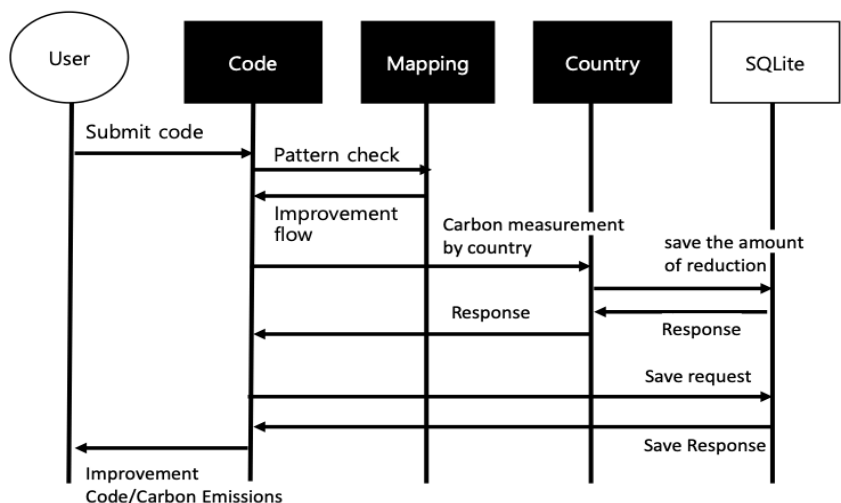 User
Code
Mapping
Country
SQLite
Submit code
Pattern check
Improvement
flow
Carbon measurement
by country
save the amount
of reduction
Response
Response
Save request
Save Response
Improvement
Code/Carbon Emissions